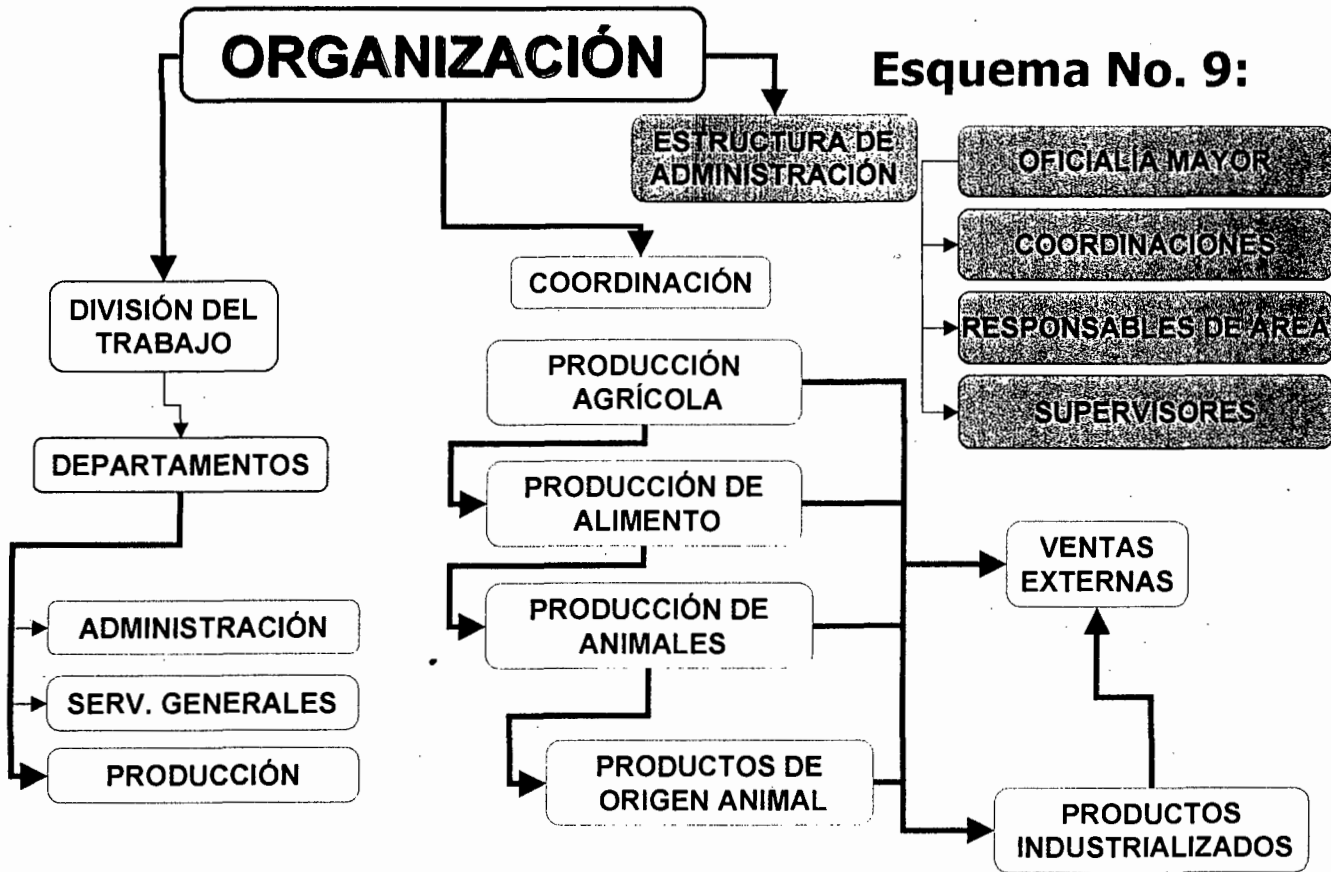 ORGANIZACIÓN
Esquema No. 9:
ESTRUCTURA DE
ADMINISTRACIÓN
OFICIALÍA MAYOR
COORDINACIONES
RESPONSABLES DE ÁREA
SUPERVISORES
DIVISIÓN DEL
TRABAJO
DEPARTAMENTOS
ADMINISTRACIÓN
SERV. GENERALES
PRODUCCIÓN
COORDINACIÓN
PRODUCCIÓN
AGRÍCOLA
PRODUCCIÓN DE
ALIMENTO
PRODUCCIÓN DE
ANIMALES
PRODUCTOS DE
ORIGEN ANIMAL
VENTAS
EXTERNAS
PRODUCTOS
INDUSTRIALIZADOS